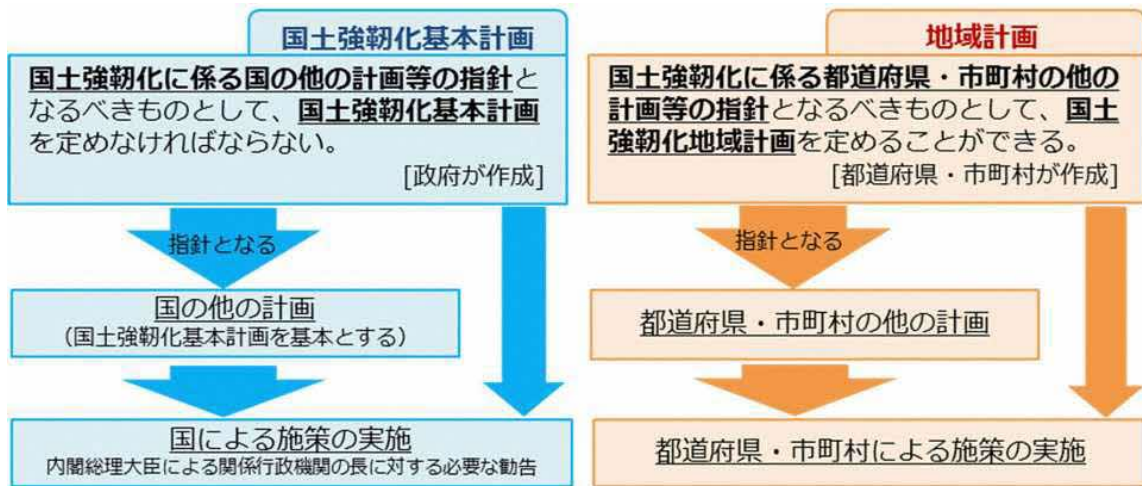 国土強靭化基本計画
国土強靭化に係る国の他の計画等の指針と
なるべきものとして、国土強靭化基本計画
を定めなければならない。
[政府が作成]
指針となる
国の他の計画
（国土強靭化基本計画を基本とする）
国による施策の実施
内閣総理大臣による関係行政機関の長に対する必要な勧告
地域計画
国土強靭化に係る都道府県・市町村の他の
計画等の指針となるべきものとして、国土
強靭化地域計画を定めることができる。
[都道府県・市町村が作成]
指針となる
都道府県・市町村の他の計画
都道府県・市町村による施策の実施